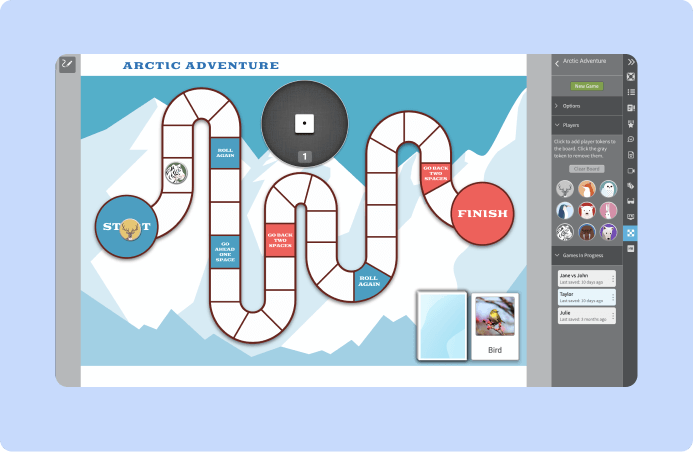 ARCTIC ADVENTURE
Arctic Adventure
New Game
Options
Players
Click to add player tokens to
the board. Click the gray
token to remove them.
Clear Board
Games In Progress
Jane vs John
Last saved: 10 days ago
Taylor
Last saved: 10 days ago
Julie
Last saved: 3 months ago
1
ROLL
AGAIN
GO BACK
TWO
SPACES
ST
T
FINISH
GO
AHEAD
ONE
SPACE
GO BACK
TWO
SPACES
ROLL
AGAIN
Bird